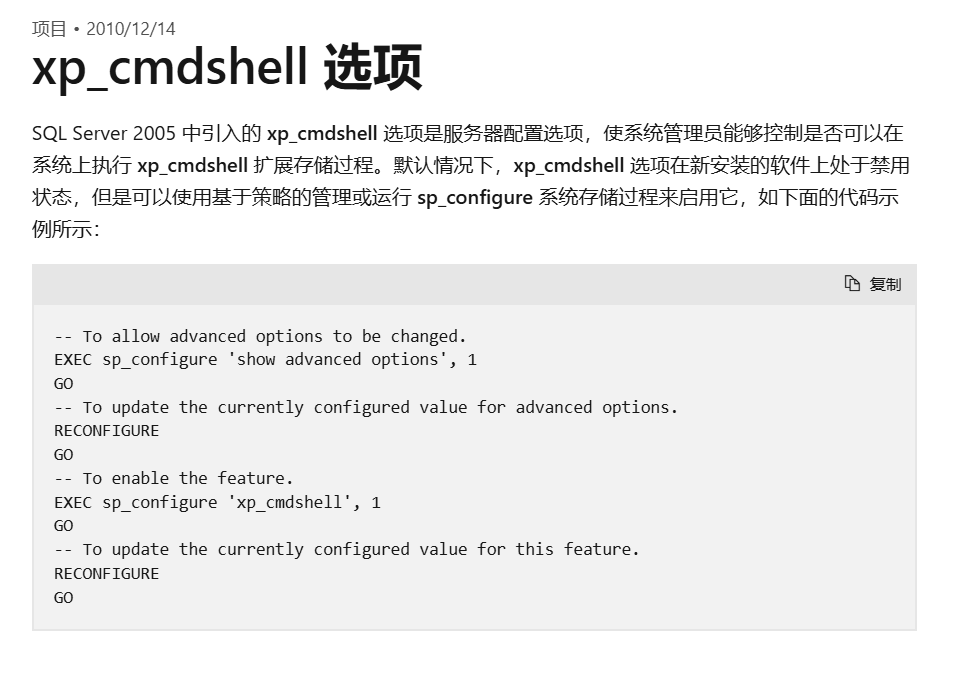 项目 • 2010/12/14
xp_cmdshell 选项
SQL Server 2005 中引入的 xp_cmdshell 选项是服务器配置选项，使系统管理员能够控制是否可以在
系统上执行 xp_cmdshell 扩展存储过程。默认情况下，xp_cmdshell 选项在新安装的软件上处于禁用
状态，但是可以使用基于策略的管理或运行 sp_configure 系统存储过程来启用它，如下面的代码示
例所示：
复制
-- To allow advanced options to be changed.
EXEC sp_configure 'show advanced options', 1
GO
-- To update the currently configured value for advanced options.
RECONFIGURE
GO
-- To enable the feature.
EXEC sp_configure 'xp_cmdshell', 1
GO
-- To update the currently configured value for this feature.
RECONFIGURE
GO